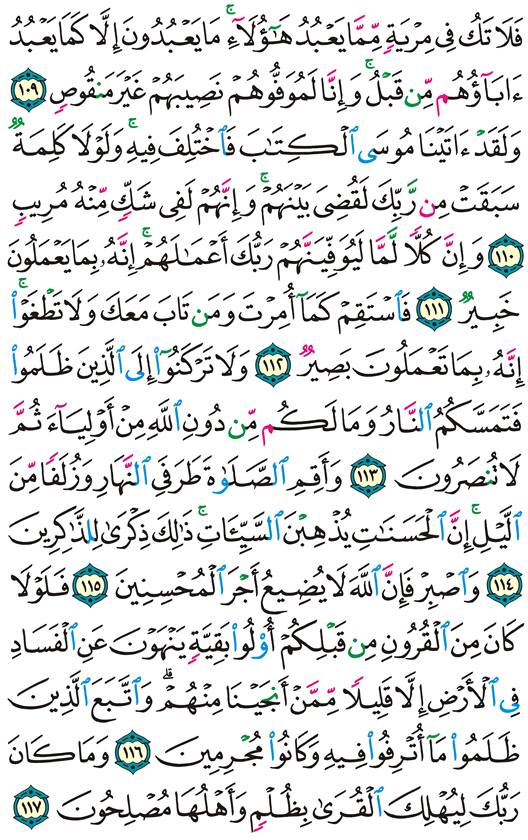 فَلَا تَكُ فِى مِرْيَةٍ مِّمَّا يَعْبُدُ هَٰٓؤُلَآءِ ۚ مَا يَعْبُدُونَ إِلَّا كَمَا يَعْبُدُ
ءَابَآؤُهُم مِّن قَبْلُ ۚ وَإِنَّا لَمُوَفُّوهُمْ نَصِيبَهُمْ غَيْرَ مَنقُوصٍ ١٠٩
وَلَقَدْ ءَاتَيْنَا مُوسَى ٱلْكِتَٰبَ فَٱخْتُلِفَ فِيهِ ۚ وَلَوْلَا كَلِمَةٌ
سَبَقَتْ مِن رَّبِّكَ لَقُضِىَ بَيْنَهُمْ ۚ وَإِنَّهُمْ لَفِى شَكٍّ مِّنْهُ مُرِيبٍ
١١٠ وَإِنَّ كُلًّا لَّمَّا لَيُوَفِّيَنَّهُمْ رَبُّكَ أَعْمَٰلَهُمْ ۚ إِنَّهُۥ بِمَا يَعْمَلُونَ
خَبِيرٌ ١١١ فَٱسْتَقِمْ كَمَآ أُمِرْتَ وَمَن تَابَ مَعَكَ وَلَا تَطْغَوْا۟ ۚ
إِنَّهُۥ بِمَا تَعْمَلُونَ بَصِيرٌ ١١٢ وَلَا تَرْكَنُوٓا۟ إِلَى ٱلَّذِينَ ظَلَمُوا۟
فَتَمَسَّكُمُ ٱلنَّارُ وَمَا لَكُم مِّن دُونِ ٱللَّهِ مِنْ أَوْلِيَآءَ ثُمَّ
لَا تُنصَرُونَ ١١٣ وَأَقِمِ ٱلصَّلَوٰةَ طَرَفَىِ ٱلنَّهَارِ وَزُلَفًا مِّنَ
ٱلَّيْلِ ۚ إِنَّ ٱلْحَسَنَٰتِ يُذْهِبْنَ ٱلسَّيِّـَٔاتِ ۚ ذَٰلِكَ ذِكْرَىٰ لِلذَّٰكِرِينَ
١١٤ وَٱصْبِرْ فَإِنَّ ٱللَّهَ لَا يُضِيعُ أَجْرَ ٱلْمُحْسِنِينَ ١١٥ فَلَوْلَا
كَانَ مِنَ ٱلْقُرُونِ مِن قَبْلِكُمْ أُو۟لُوا۟ بَقِيَّةٍ يَنْهَوْنَ عَنِ ٱلْفَسَادِ
فِى ٱلْأَرْضِ إِلَّا قَلِيلًا مِّمَّنْ أَنجَيْنَا مِنْهُمْ ۗ وَٱتَّبَعَ ٱلَّذِينَ
ظَلَمُوا۟ مَآ أُتْرِفُوا۟ فِيهِ وَكَانُوا۟ مُجْرِمِينَ ١١٦ وَمَا كَانَ
رَبُّكَ لِيُهْلِكَ ٱلْقُرَىٰ بِظُلْمٍ وَأَهْلُهَا مُصْلِحُونَ ١١٧